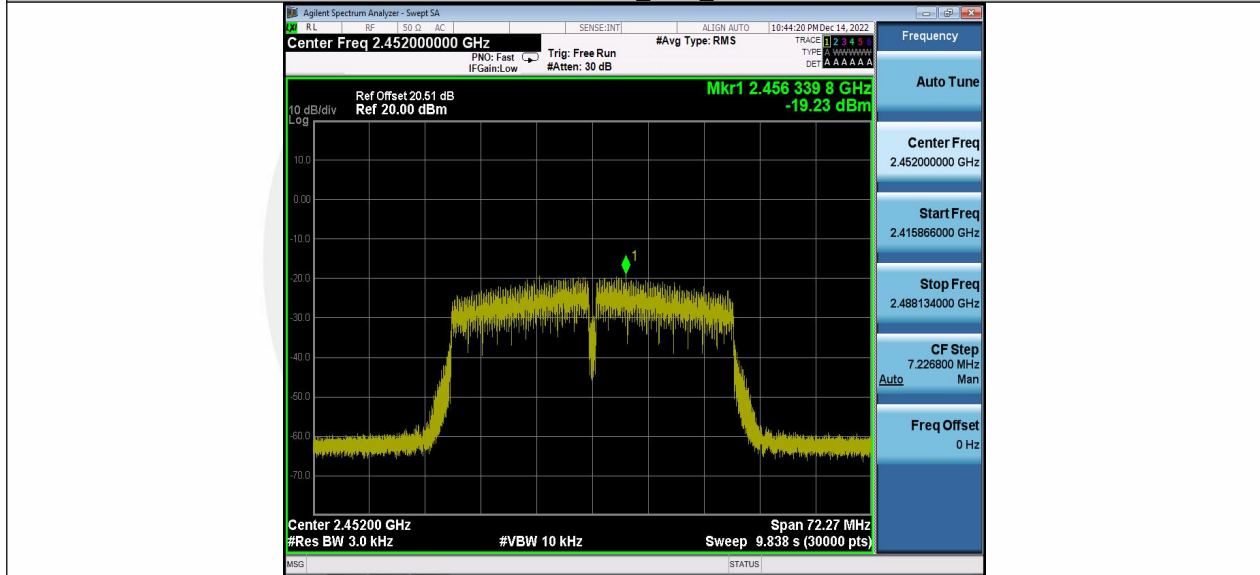 Agilent Spectrum Analyzer - Swept SA
RL RF 50 Ω AC SENSE:INT ALIGN AUTO 10:44:20 PM Dec 14, 2022
Center Freq 2.452000000 GHz
PNO: Fast
IFGain:Low
Trig: Free Run
#Atten: 30 dB
#Avg Type: RMS
TRACE 1 2 3 4 5 6
TYPE A WWWWW
DET A A A A A A
Ref Offset 20.51 dB
10 dB/div Ref 20.00 dBm
Log
Mkr1 2.456 339 8 GHz
-19.23 dBm
10.0
0.00
-10.0
-20.0
-30.0
-40.0
-50.0
-60.0
-70.0
1
Center 2.45200 GHz
Span 72.27 MHz
#Res BW 3.0 kHz
#VBW 10 kHz
Sweep 9.838 s (30000 pts)
MSG
STATUS
Frequency
Auto Tune
Center Freq
2.452000000 GHz
Start Freq
2.415866000 GHz
Stop Freq
2.488134000 GHz
CF Step
7.226800 MHz
Auto Man
Freq Offset
0 Hz